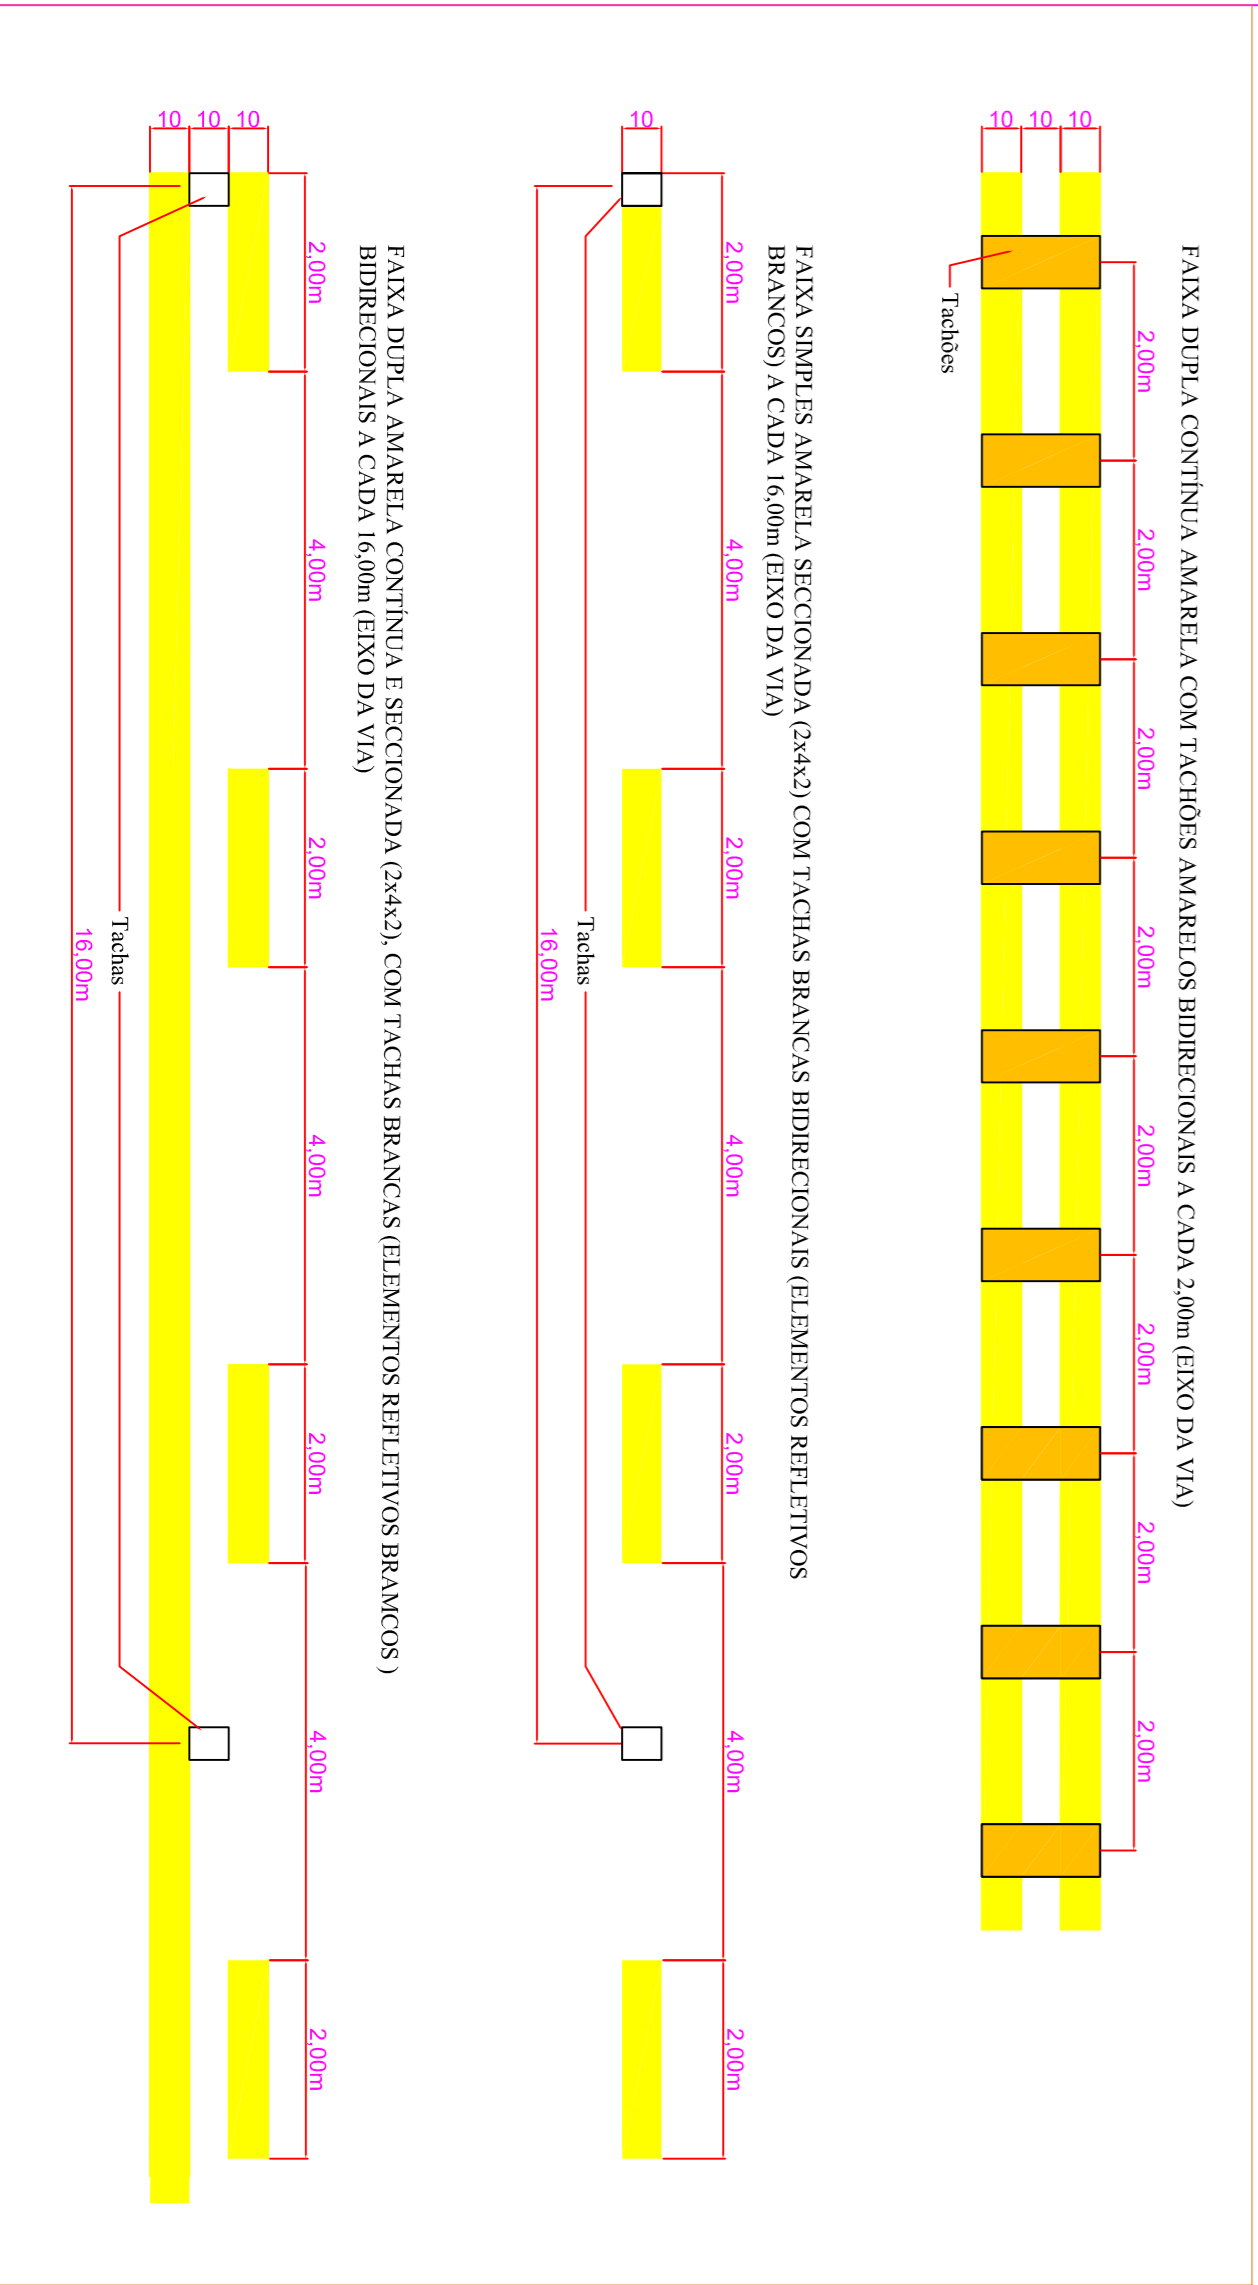 FAIXA DUPLA CONTÍNUA AMARELA COM TACHÕES AMARELOS BIDIRECIONAIS A CADA 2,00m (EIXO DA VIA)
2,00m
2,00m
2,00m
2,00m
2,00m
2,00m
2,00m
2,00m
10
10
10
Tachões
FAIXA SIMPLES AMARELA SECCIONADA (2x4x2) COM TACHAS BRANCAS BIDIRECIONAIS (ELEMENTOS REFLETIVOS
BRANCOS) A CADA 16,00m (EIXO DA VIA)
2,00m
4,00m
2,00m
4,00m
2,00m
4,00m
2,00m
10
Tachas
16,00m
FAIXA DUPLA AMARELA CONTÍNUA E SECCIONADA (2x4x2), COM TACHAS BRANCAS (ELEMENTOS REFLETIVOS BRAMCOS )
BIDIRECIONAIS A CADA 16,00m (EIXO DA VIA)
2,00m
4,00m
2,00m
4,00m
2,00m
4,00m
2,00m
10
10
10
Tachas
16,00m